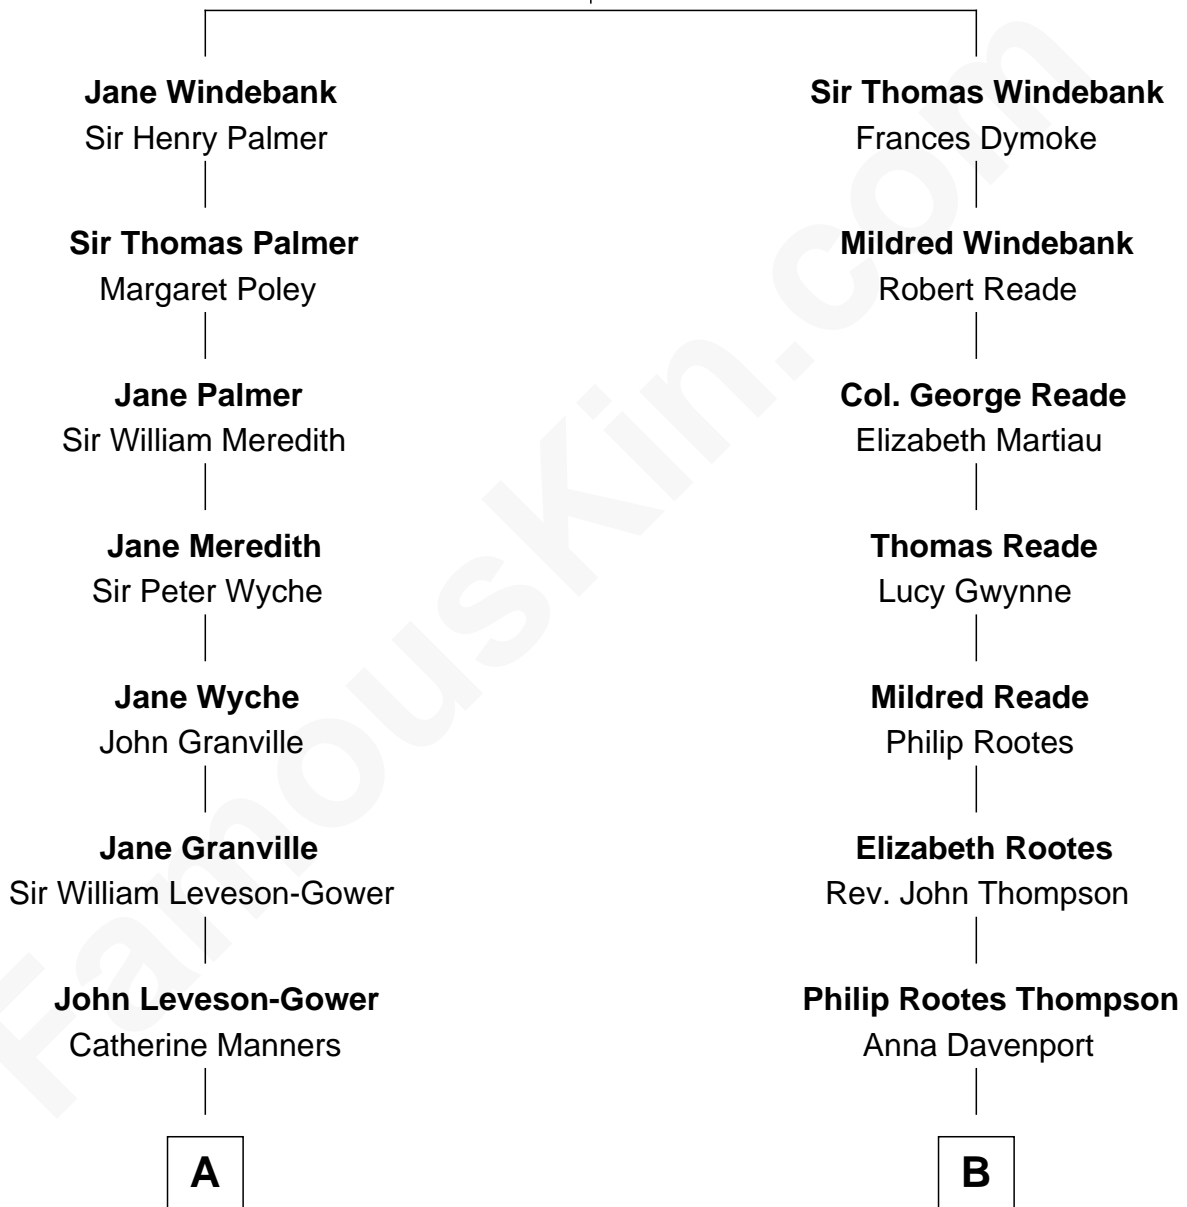 Jane Windebank
Sir Henry Palmer
Sir Thomas Palmer
Margaret Poley
Jane Palmer
Sir William Meredith
Jane Meredith
Sir Peter Wyche
Jane Wyche
John Granville
Jane Granville
Sir William Leveson-Gower
John Leveson-Gower
Catherine Manners
A
Sir Thomas Windebank
Frances Dymoke
Mildred Windebank
Robert Reade
Col. George Reade
Elizabeth Martiau
Thomas Reade
Lucy Gwynne
Mildred Reade
Philip Rootes
Elizabeth Rootes
Rev. John Thompson
Philip Rootes Thompson
Anna Davenport
B
FamousKin.com